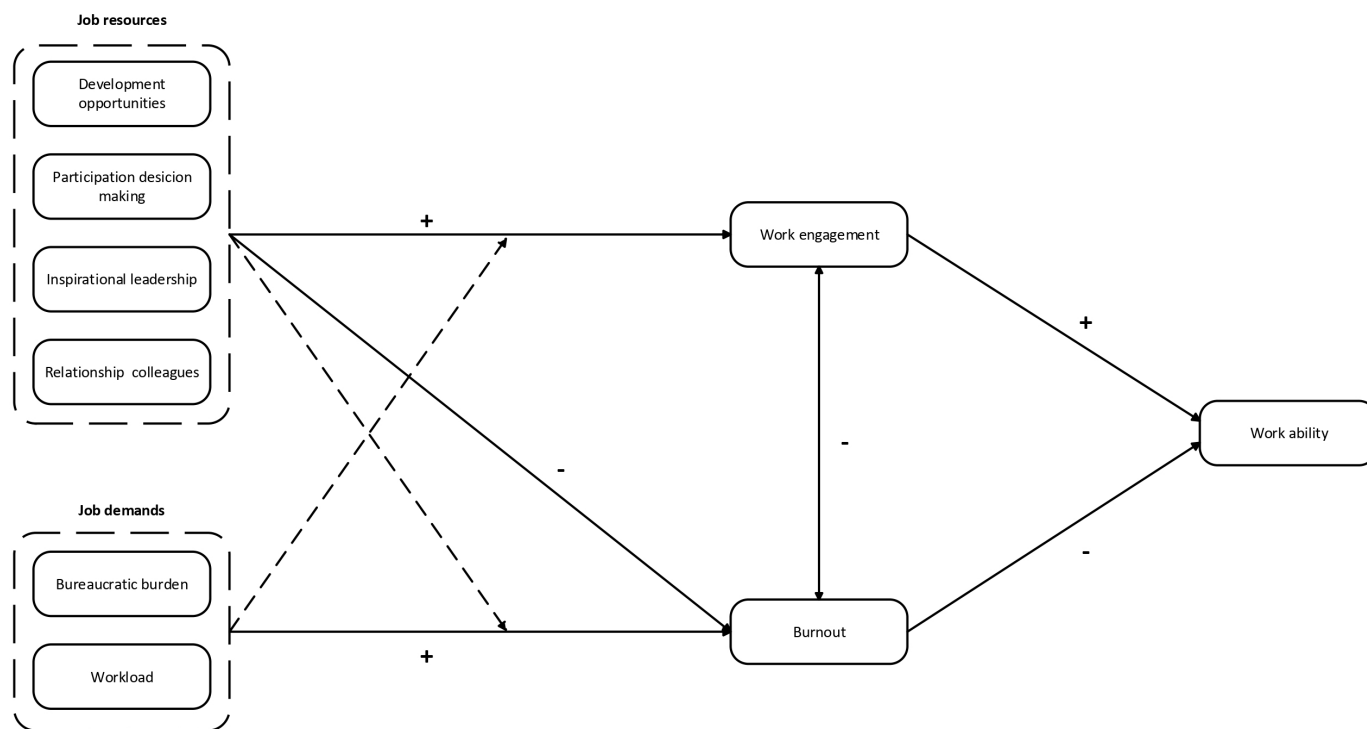 Job resources
Development
opportunities
Participation desicion
making
Inspirational leadership
Relationship colleagues
+
Work engagement
+
-
-
Work ability
Job demands
Bureaucratic burden
Workload
+
Burnout
-